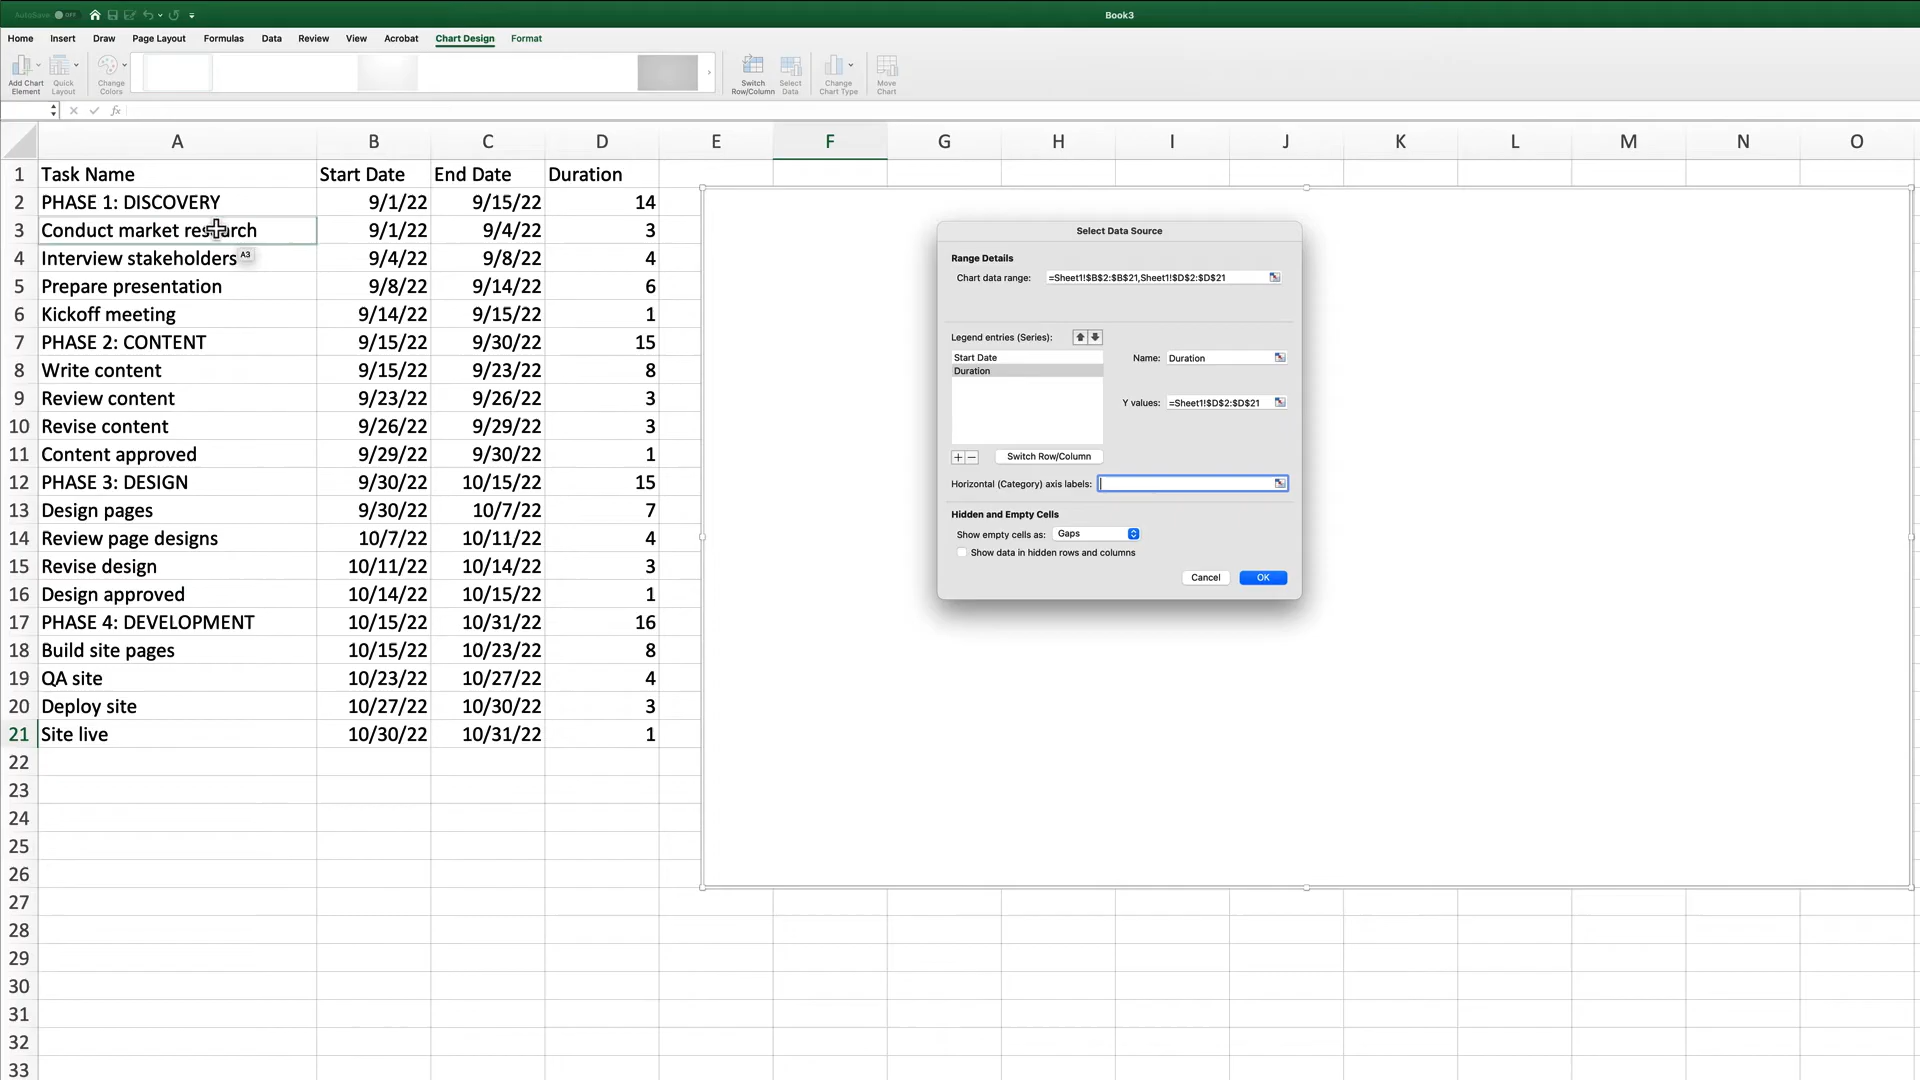 AutoSave OFF
Book3
Home Insert Draw Page Layout Formulas Data Review View Acrobat Chart Design Format
Add Chart Element
Quick Layout
Change Colors
Switch Row/Column
Select Data
Change Chart Type
Move Chart
fx
A B C D E F G H I J K L M N O
1 Task Name Start Date End Date Duration
2 PHASE 1: DISCOVERY 9/1/22 9/15/22 14
3 Conduct market research 9/1/22 9/4/22 3
4 Interview stakeholders 9/4/22 9/8/22 4
A3
5 Prepare presentation 9/8/22 9/14/22 6
6 Kickoff meeting 9/14/22 9/15/22 1
7 PHASE 2: CONTENT 9/15/22 9/30/22 15
8 Write content 9/15/22 9/23/22 8
9 Review content 9/23/22 9/26/22 3
10 Revise content 9/26/22 9/29/22 3
11 Content approved 9/29/22 9/30/22 1
12 PHASE 3: DESIGN 9/30/22 10/15/22 15
13 Design pages 9/30/22 10/7/22 7
14 Review page designs 10/7/22 10/11/22 4
15 Revise design 10/11/22 10/14/22 3
16 Design approved 10/14/22 10/15/22 1
17 PHASE 4: DEVELOPMENT 10/15/22 10/31/22 16
18 Build site pages 10/15/22 10/23/22 8
19 QA site 10/23/22 10/27/22 4
20 Deploy site 10/27/22 10/30/22 3
21 Site live 10/30/22 10/31/22 1
22
23
24
25
26
27
28
29
30
31
32
33
Select Data Source
Range Details
Chart data range: =Sheet1!$B$2:$B$21,Sheet1!$D$2:$D$21
Legend entries (Series):
Start Date
Duration
Name: Duration
Y values: =Sheet1!$D$2:$D$21
+ −
Switch Row/Column
Horizontal (Category) axis labels:
Hidden and Empty Cells
Show empty cells as: Gaps
Show data in hidden rows and columns
Cancel OK